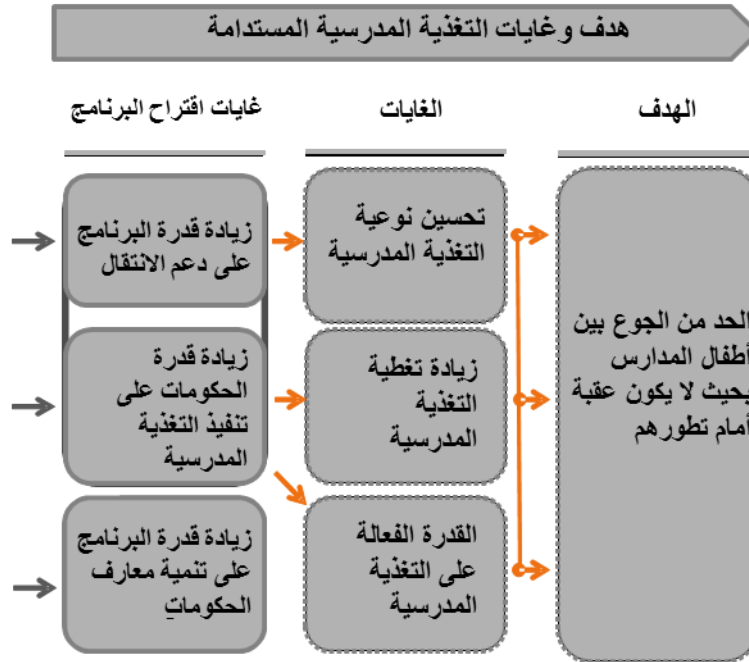 هدف وغايات التغذية المدرسية المستدامة
الهدف
الغايات
غايات اقتراح البرنامج
الحد من الجوع بين
أطفال المدارس
بحيث لا يكون عقبة
أمام تطورهم
تحسين نوعية
التغذية المدرسية
زيادة تغطية
التغذية
المدرسية
القدرة الفعالة
على التغذية
المدرسية
زيادة قدرة البرنامج
على دعم الانتقال
زيادة قدرة
الحكومات على
تنفيذ التغذية
المدرسية
زيادة قدرة البرنامج
على تنمية معارف
الحكوماتِ